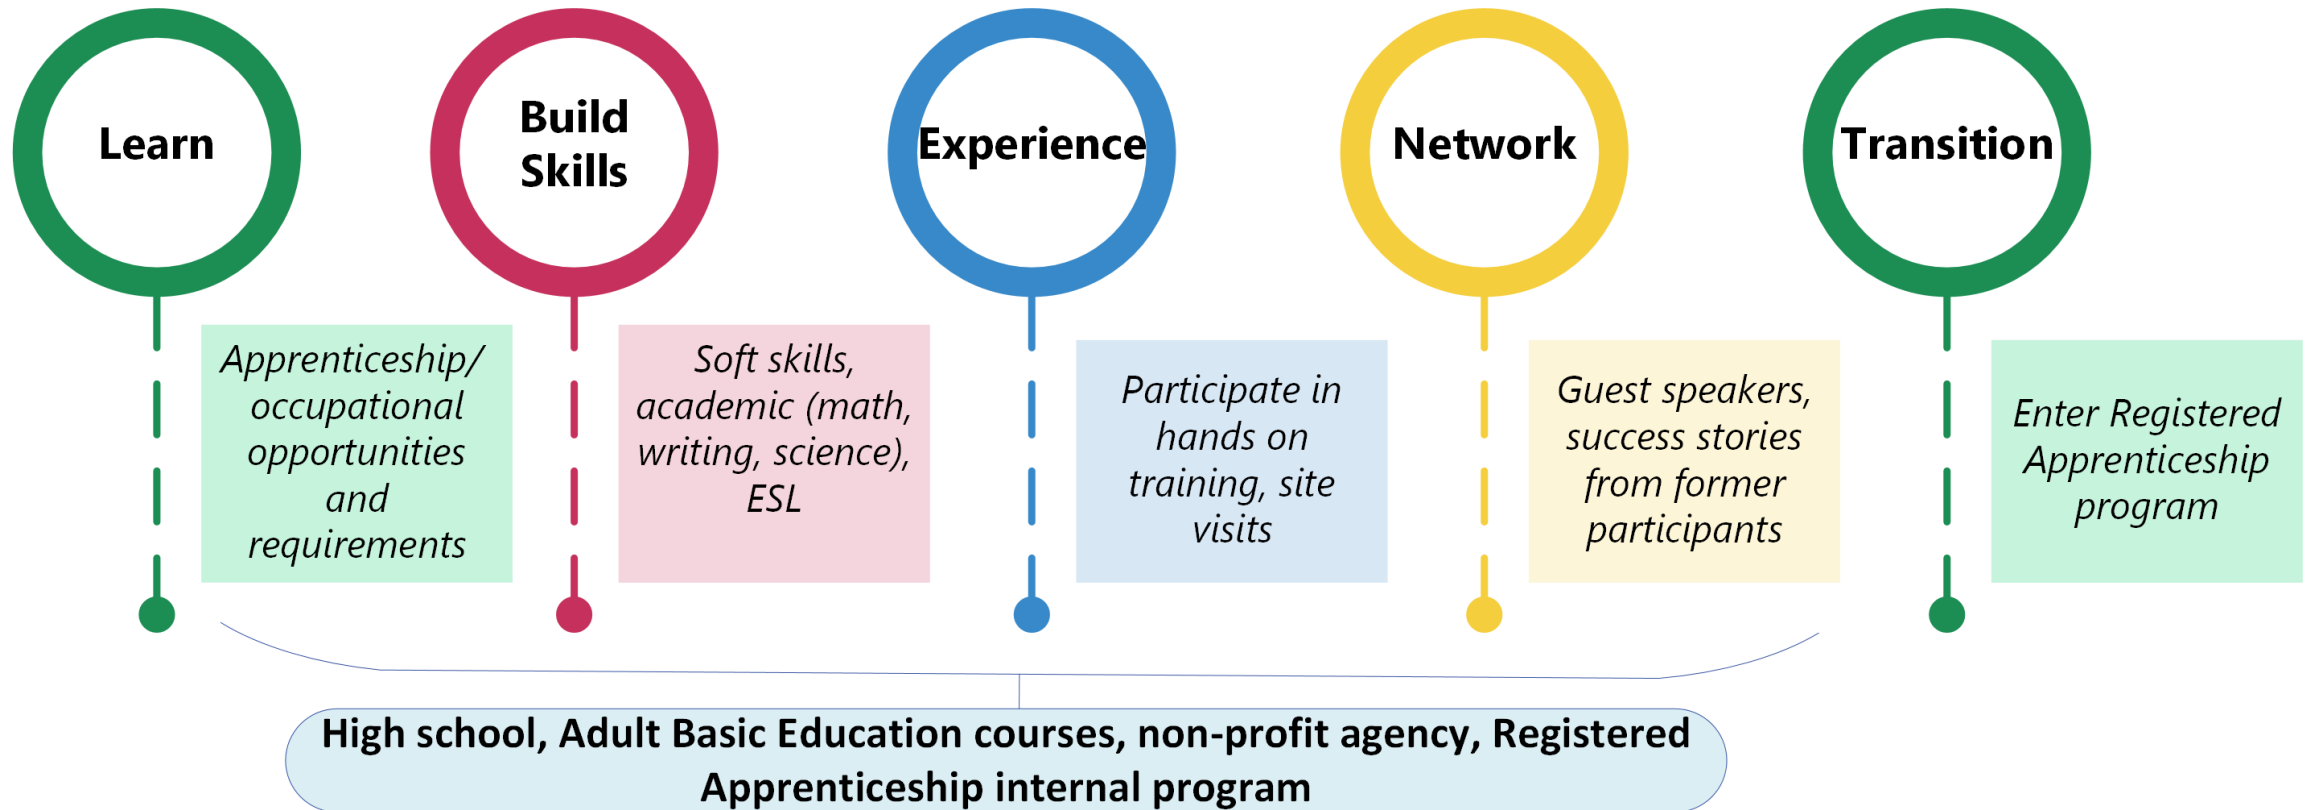 Learn
Build
Skills
Experience
Network
Transition
Apprenticeship/
occupational
opportunities
and
requirements
Soft skills,
academic (math,
writing, science),
ESL
Participate in
hands on
training, site
visits
Guest speakers,
success stories
from former
participants
Enter Registered
Apprenticeship
program
High school, Adult Basic Education courses, non-profit agency, Registered
Apprenticeship internal program